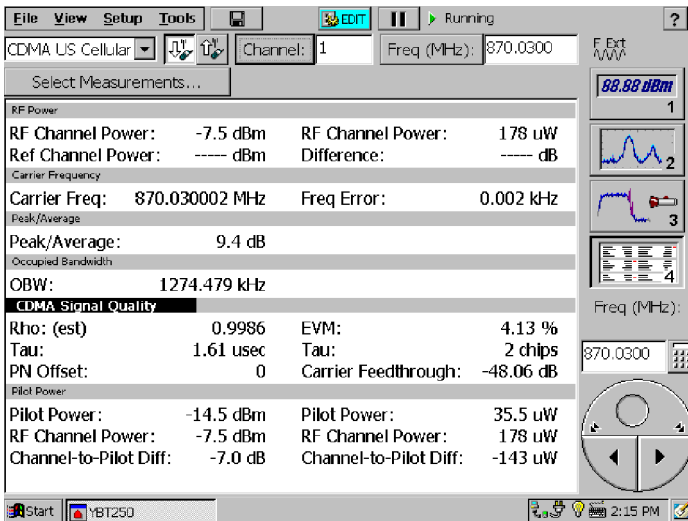 File View Setup Tools EDIT Running ?
CDMA US Cellular Channel: 1 Freq (MHz): 870.0300 F Ext
Select Measurements...
88.88 dBm
1
RF Power
RF Channel Power: -7.5 dBm RF Channel Power: 178 uW
Ref Channel Power: ----- dBm Difference: ----- dB
2
Carrier Frequency
Carrier Freq: 870.030002 MHz Freq Error: 0.002 kHz
Peak/Average
3
Peak/Average: 9.4 dB
Occupied Bandwidth
4
OBW: 1274.479 kHz
CDMA Signal Quality
Freq (MHz):
Rho: (est) 0.9986 EVM: 4.13 %
Tau: 1.61 usec Tau: 2 chips
870.0300
PN Offset: 0 Carrier Feedthrough: -48.06 dB
Pilot Power
Pilot Power: -14.5 dBm Pilot Power: 35.5 uW
RF Channel Power: -7.5 dBm RF Channel Power: 178 uW
Channel-to-Pilot Diff: -7.0 dB Channel-to-Pilot Diff: -143 uW
Start YBT250 2:15 PM